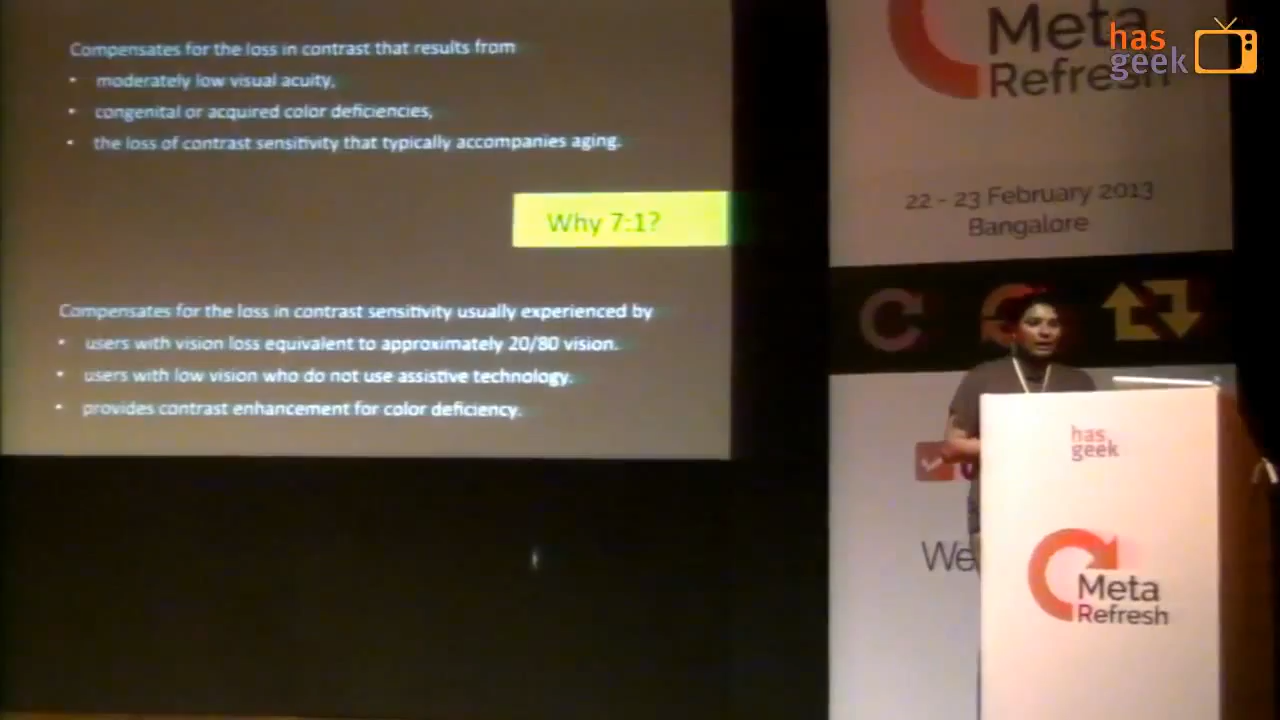 Compensates for the loss in contrast that results from
• moderately low visual acuity,
• congenital or acquired color deficiencies,
• the loss of contrast sensitivity that typically accompanies aging.
Why 7:1?
Compensates for the loss in contrast sensitivity usually experienced by
• users with vision loss equivalent to approximately 20/80 vision.
• users with low vision who do not use assistive technology.
• provides contrast enhancement for color deficiency.
Meta
Refresh
has
geek
22 - 23 February 2013
Bangalore
We
has
geek
Meta
Refresh